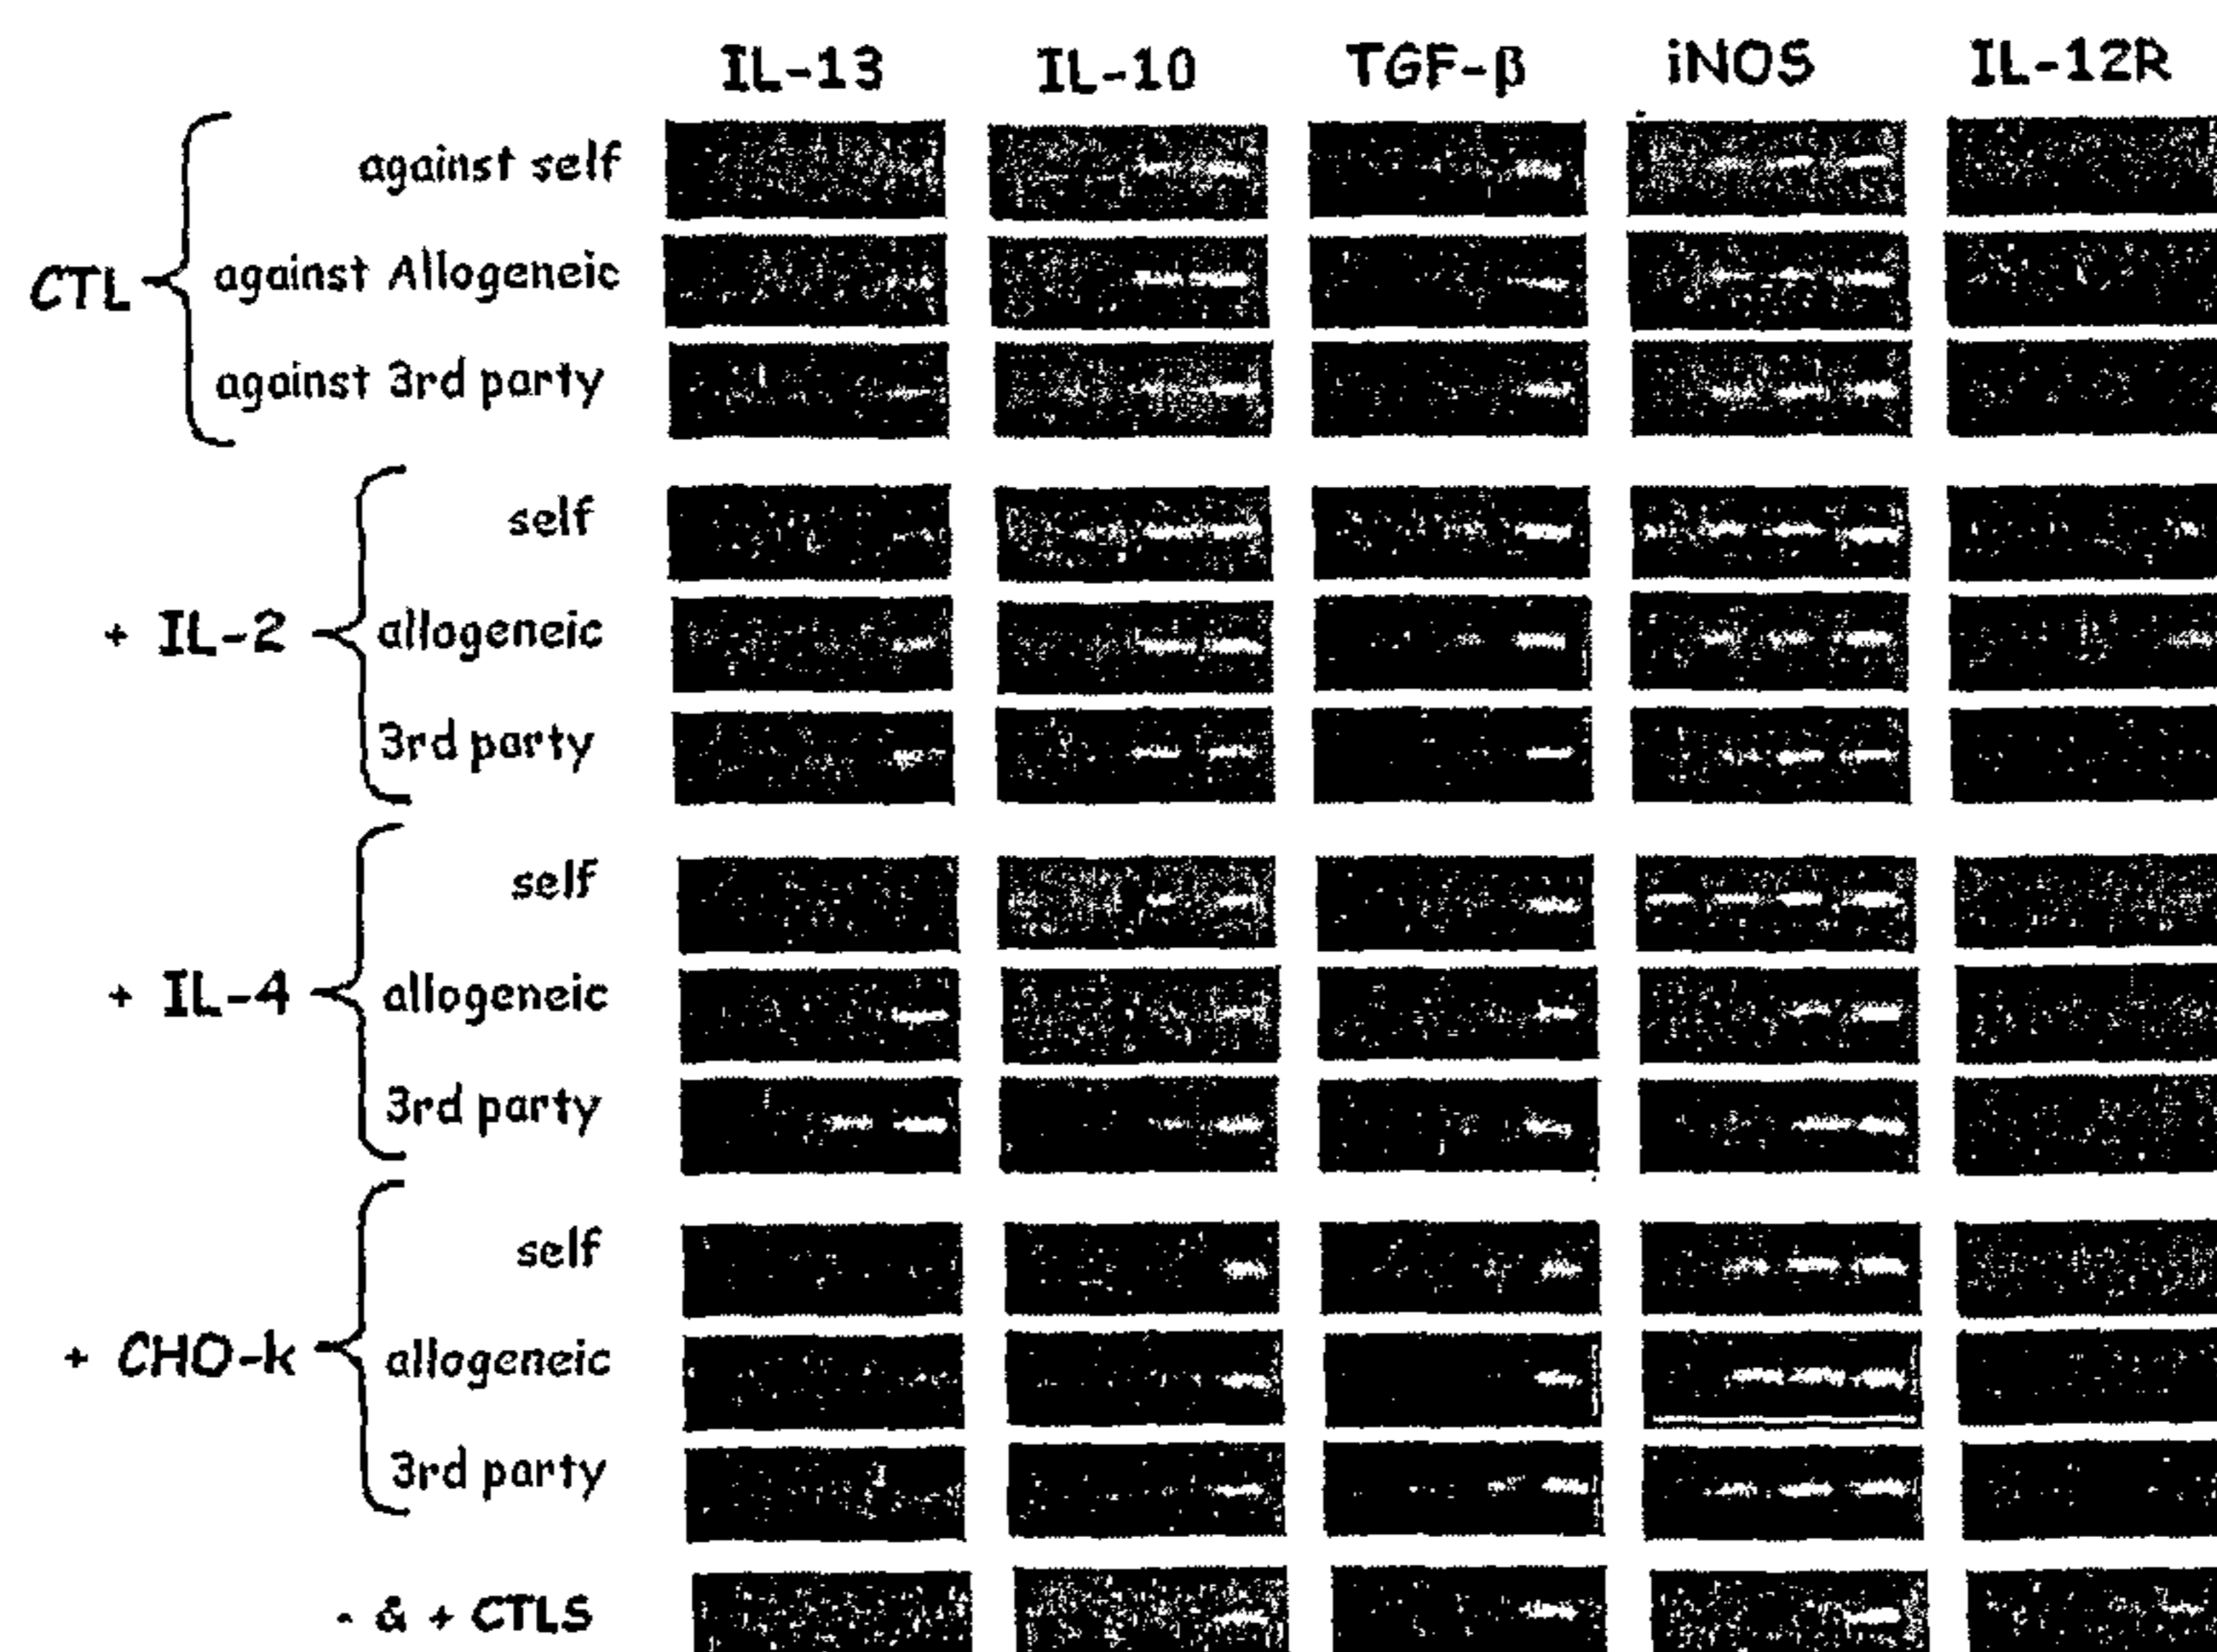 IL-13 IL-10 TGF-β iNOS IL-12R
CTL
against self
against Allogeneic
against 3rd party
+ IL-2
self
allogeneic
3rd party
+ IL-4
self
allogeneic
3rd party
+ CHO-k
self
allogeneic
3rd party
- & + CTLS